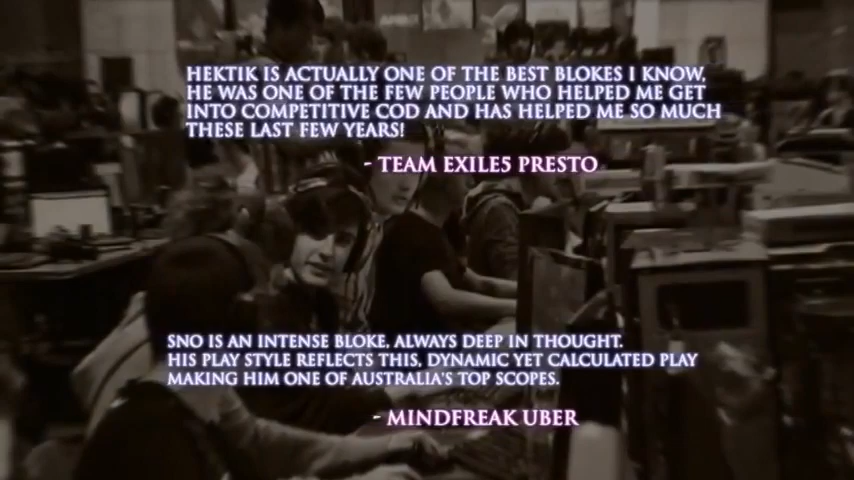 HEKTIK IS ACTUALLY ONE OF THE BEST BLOKES I KNOW,
HE WAS ONE OF THE FEW PEOPLE WHO HELPED ME GET
INTO COMPETITIVE COD AND HAS HELPED ME SO MUCH
THESE LAST FEW YEARS!
- TEAM EXILE5 PRESTO
SNO IS AN INTENSE BLOKE, ALWAYS DEEP IN THOUGHT.
HIS PLAY STYLE REFLECTS THIS, DYNAMIC YET CALCULATED PLAY
MAKING HIM ONE OF AUSTRALIA'S TOP SCOPES.
- MINDFREAK UBER